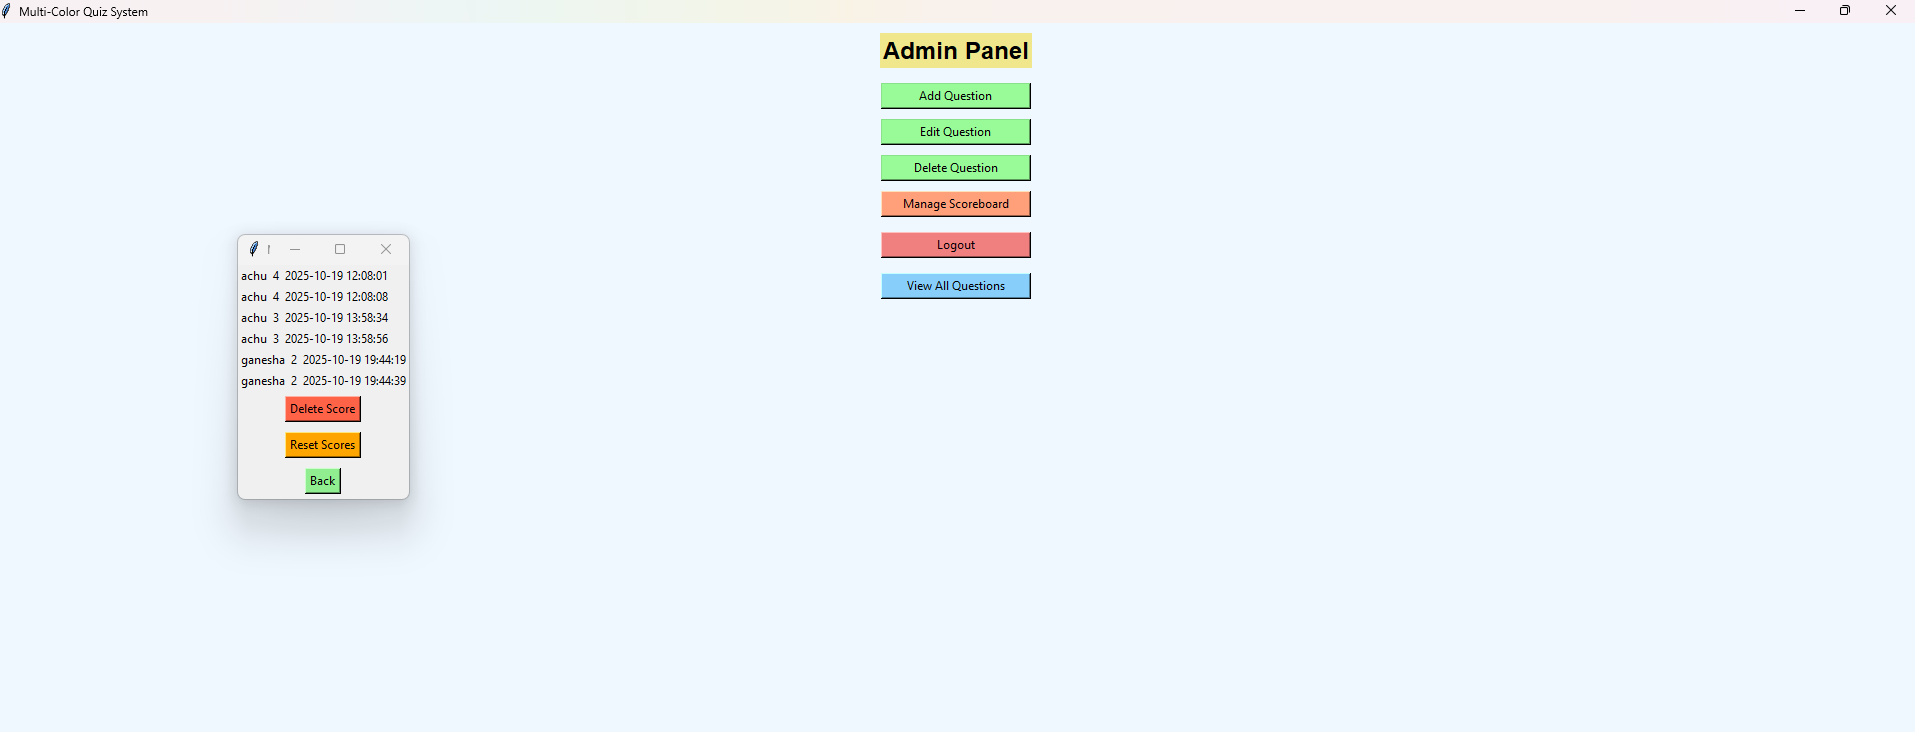 Multi-Color Quiz System
Admin Panel
Add Question
Edit Question
Delete Question
Manage Scoreboard
Logout
View All Questions
achu 4 2025-10-19 12:08:01
achu 4 2025-10-19 12:08:08
achu 3 2025-10-19 13:58:34
achu 3 2025-10-19 13:58:56
ganesha 2 2025-10-19 19:44:19
ganesha 2 2025-10-19 19:44:39
Delete Score
Reset Scores
Back